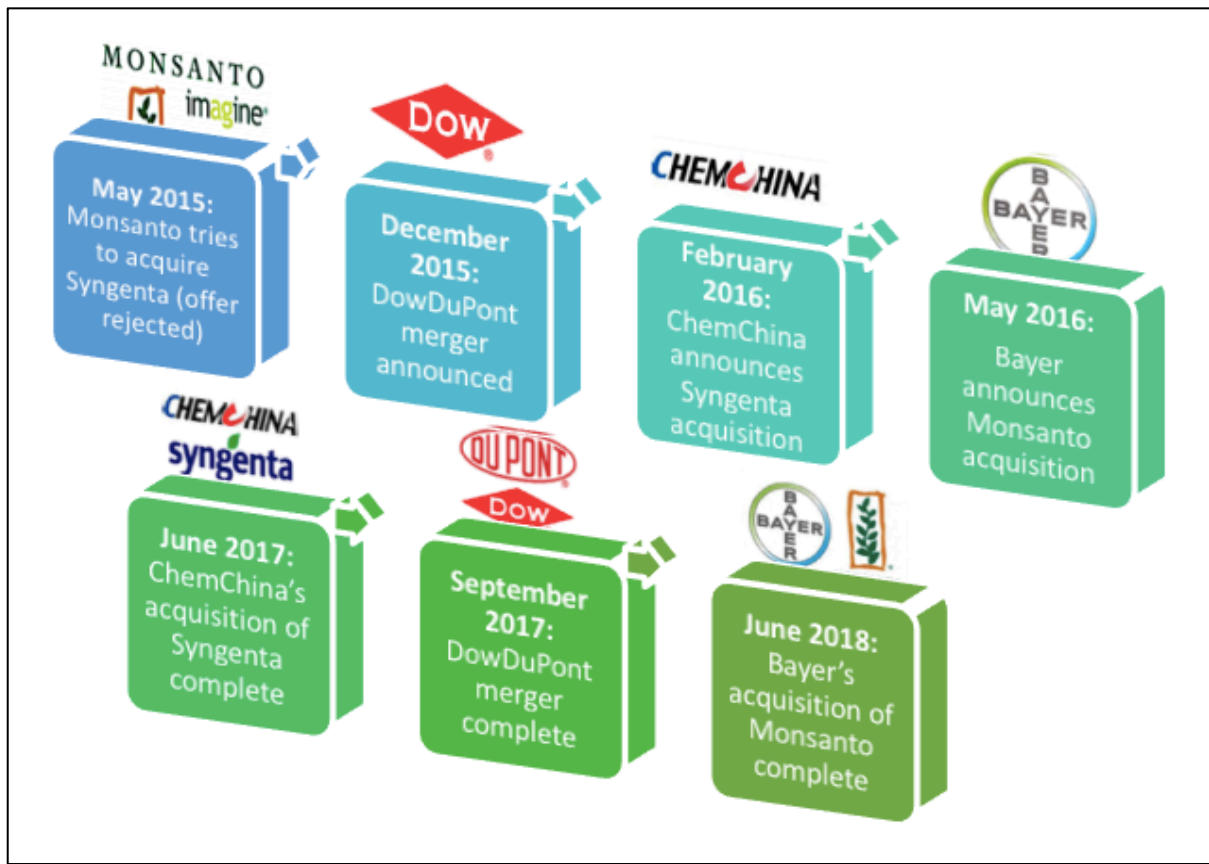 MONSANTO
imagine®
May 2015:
Monsanto tries
to acquire
Syngenta (offer
rejected)
Dow
®
December
2015:
DowDuPont
merger
announced
CHEMCHINA
February
2016:
ChemChina
announces
Syngenta
acquisition
BAYER
BAYER
May 2016:
Bayer
announces
Monsanto
acquisition
CHEMCHINA
syngenta
June 2017:
ChemChina's
acquisition of
Syngenta
complete
DUPONT
®
Dow
September
2017:
DowDuPont
merger
complete
BAYER
BAYER
June 2018:
Bayer's
acquisition of
Monsanto
complete